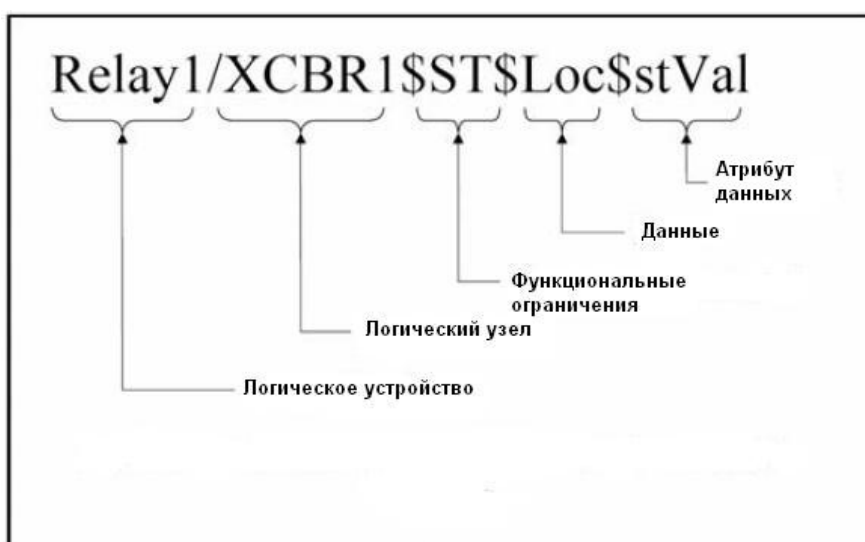 Relay1/XCBR1$ST$Loc$stVal
Атрибут
данных
Данные
Функциональные
ограничения
Логический узел
Логическое устройство